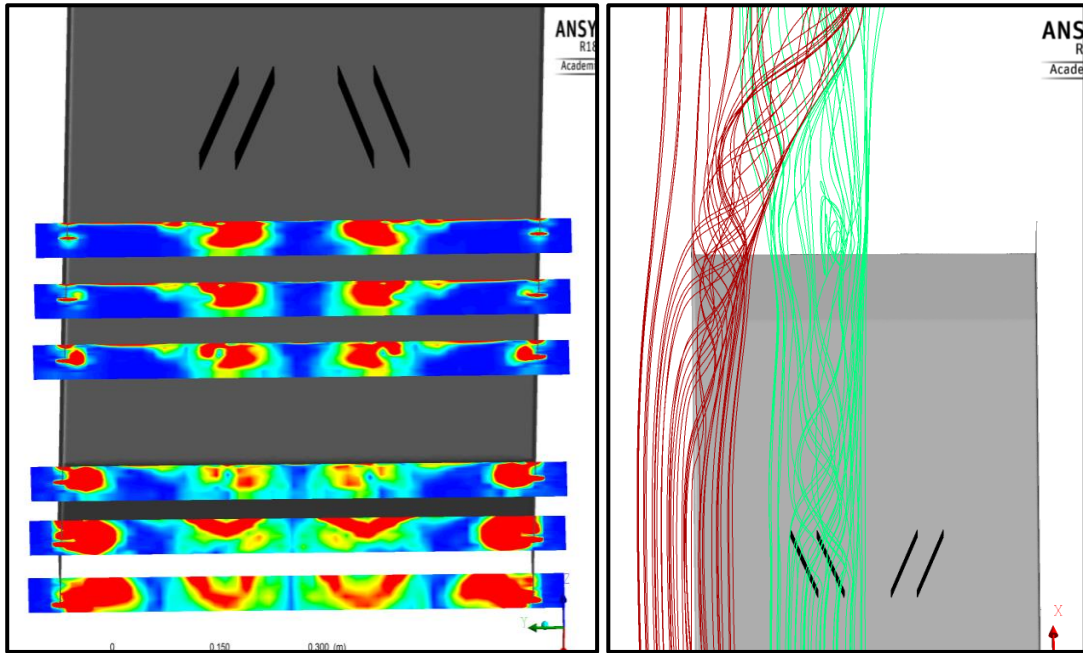 ANSY
R18
Academ
Z
Y
0 0.150 0.300 (m)
ANS
R
Acade
X